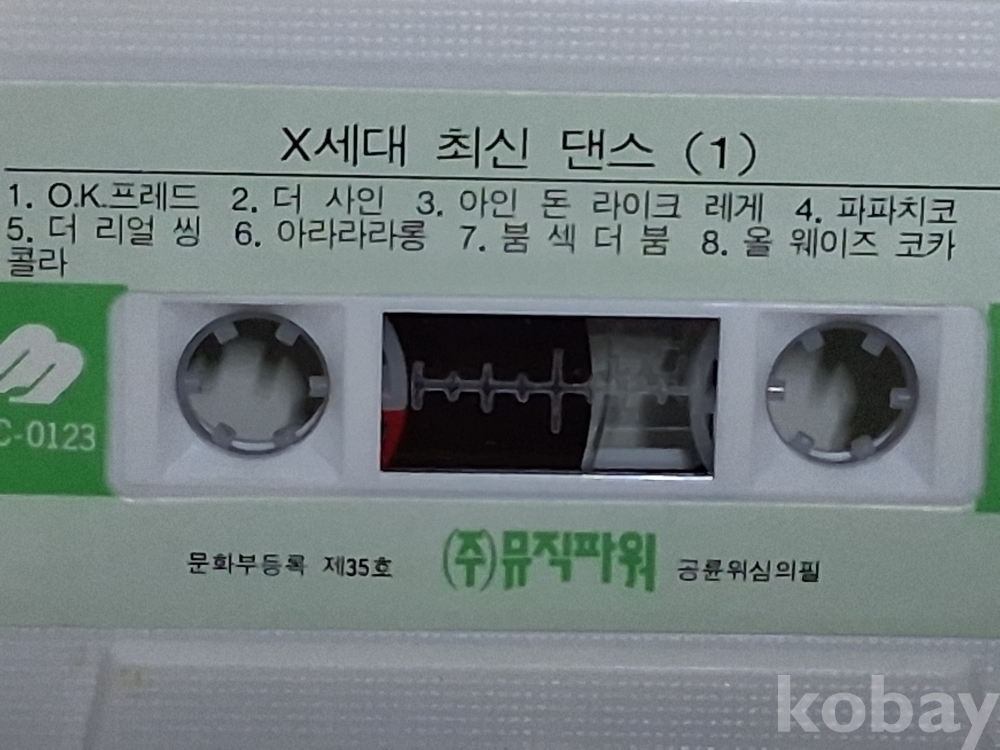 X세대 최신 댄스 (1)
1. O.K.프레드 2. 더 사인 3. 아인 돈 라이크 레게 4. 파파치코
5. 더 리얼 씽 6. 아라라라롱 7. 붐 섹 더 붐 8. 올 웨이즈 코카
콜라
C-0123
문화부등록 제35호 (주)뮤직파워 공륜위심의필
kobay